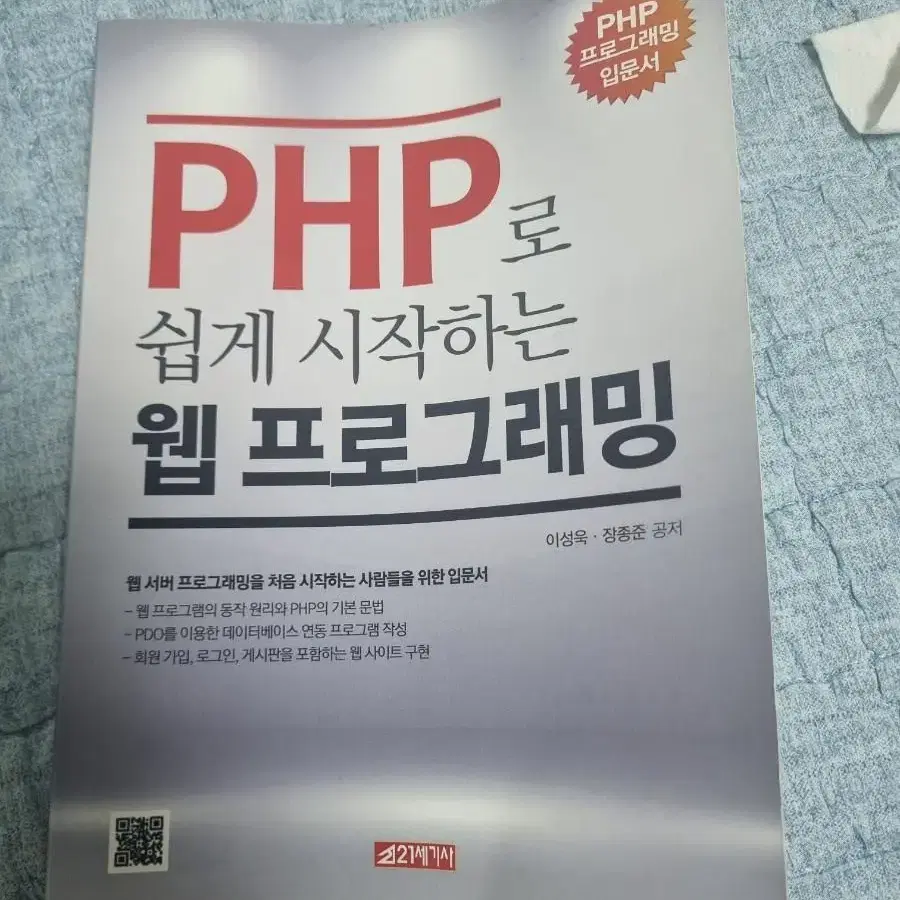 PHP
프로그래밍
입문서
PHP로
쉽게 시작하는
웹 프로그래밍
이성욱 · 장종준 공저
웹 서버 프로그래밍을 처음 시작하는 사람들을 위한 입문서
- 웹 프로그램의 동작 원리와 PHP의 기본 문법
- PDO를 이용한 데이터베이스 연동 프로그램 작성
- 회원 가입, 로그인, 게시판을 포함하는 웹 사이트 구현
21세기사